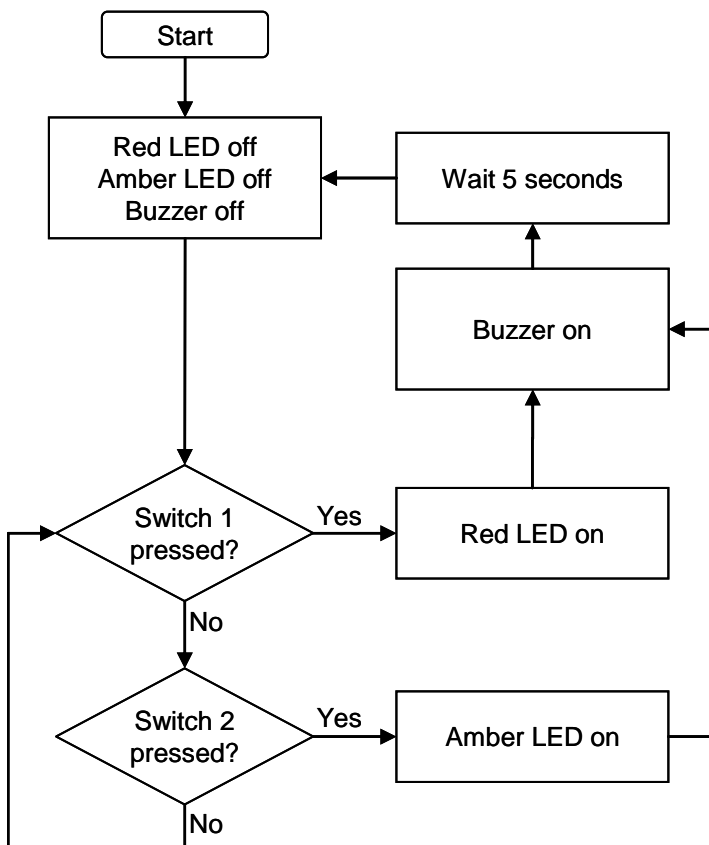 Start
Red LED off
Amber LED off
Buzzer off
Wait 5 seconds
Buzzer on
Switch 1
pressed?
Yes
Red LED on
No
Switch 2
pressed?
Yes
Amber LED on
No